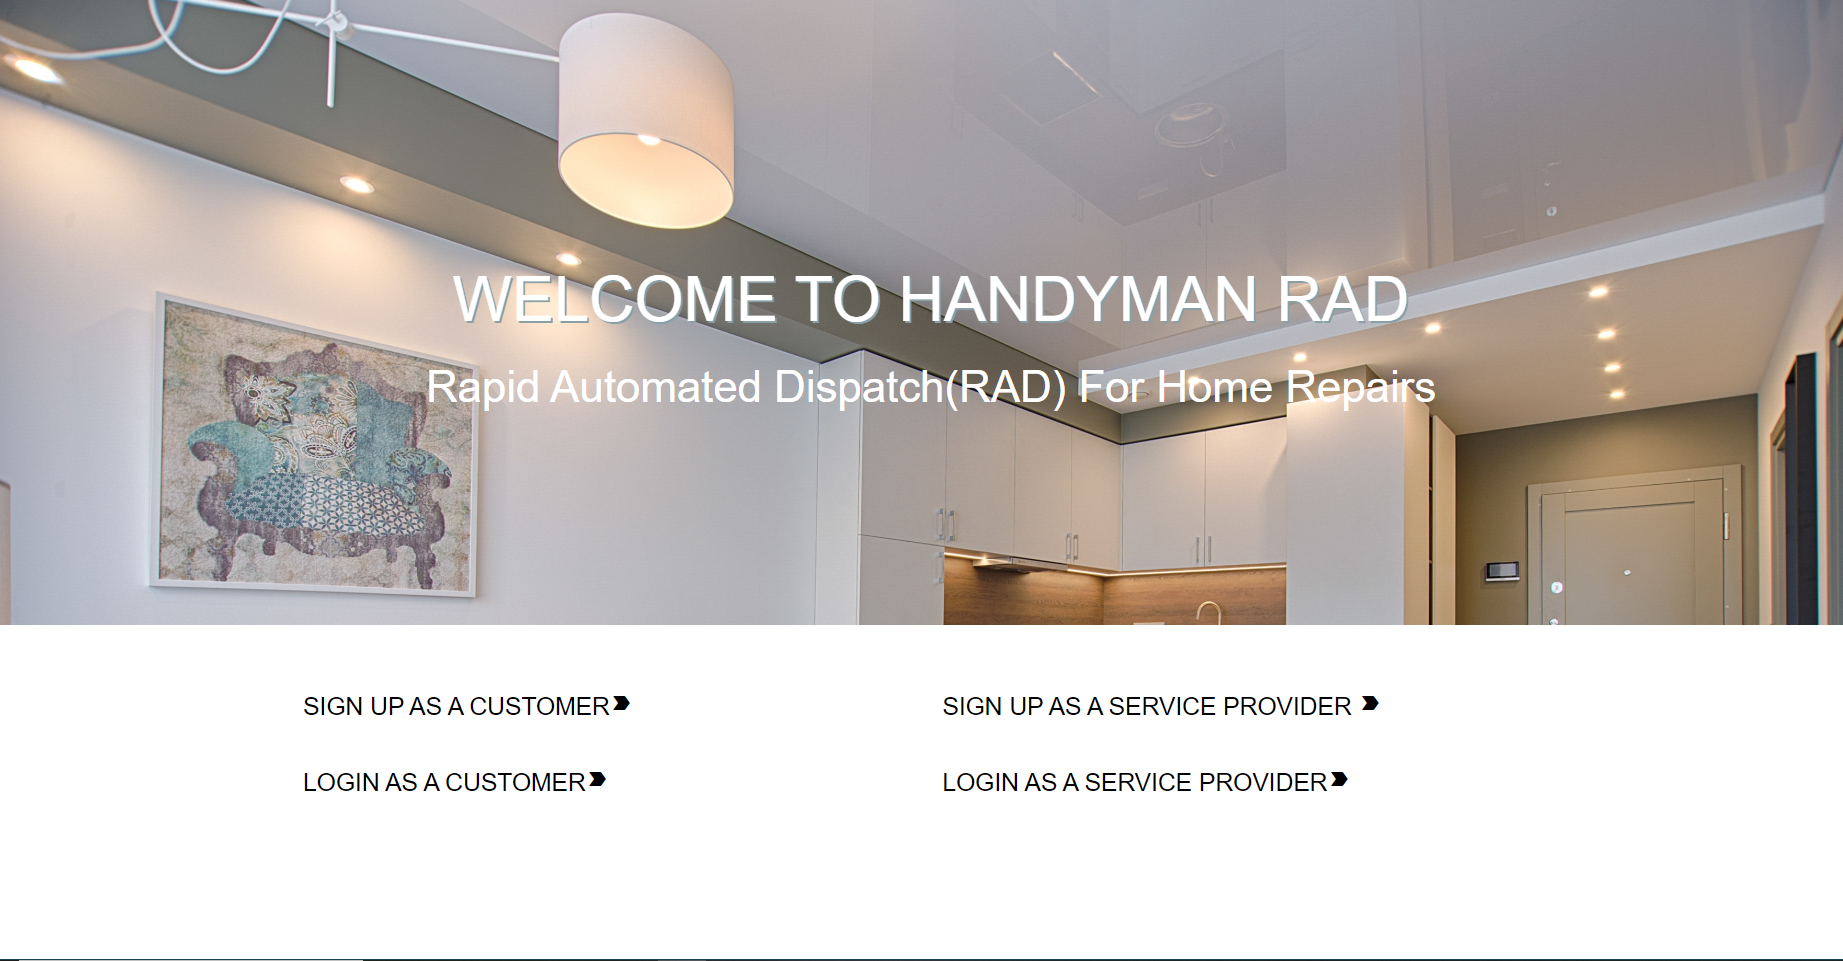 WELCOME TO HANDYMAN RAD
Rapid Automated Dispatch(RAD) For Home Repairs
SIGN UP AS A CUSTOMER
SIGN UP AS A SERVICE PROVIDER
LOGIN AS A CUSTOMER
LOGIN AS A SERVICE PROVIDER